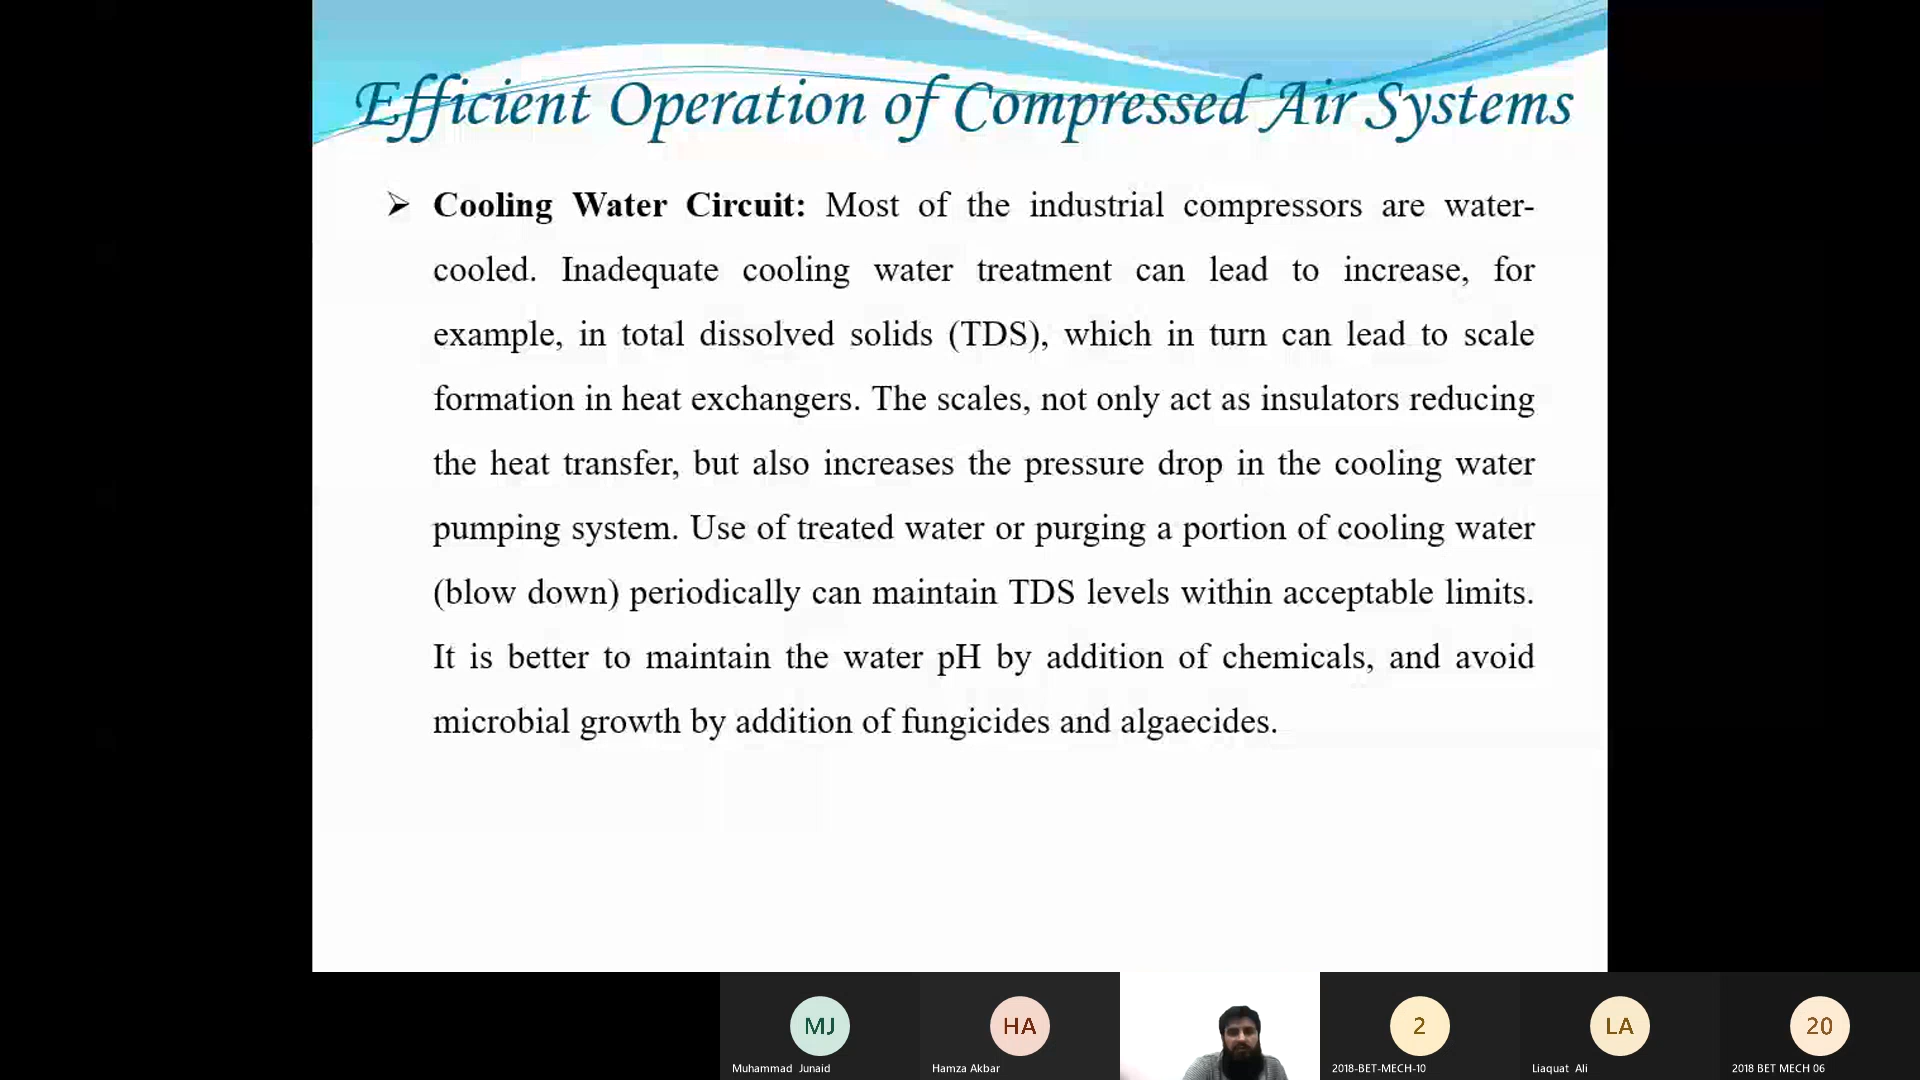 Efficient Operation of Compressed Air Systems
➢ Cooling Water Circuit: Most of the industrial compressors are water-
cooled. Inadequate cooling water treatment can lead to increase, for
example, in total dissolved solids (TDS), which in turn can lead to scale
formation in heat exchangers. The scales, not only act as insulators reducing
the heat transfer, but also increases the pressure drop in the cooling water
pumping system. Use of treated water or purging a portion of cooling water
(blow down) periodically can maintain TDS levels within acceptable limits.
It is better to maintain the water pH by addition of chemicals, and avoid
microbial growth by addition of fungicides and algaecides.
MJ
Muhammad Junaid
HA
Hamza Akbar
2
2018-BET-MECH-10
LA
Liaquat Ali
20
2018 BET MECH 06